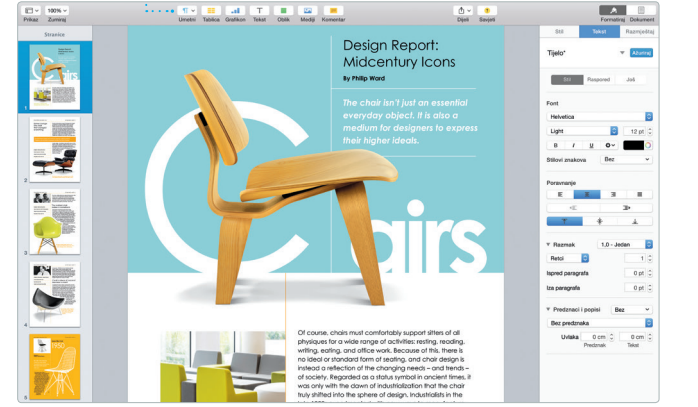 100%
Prikaz Zumiraj
Umetni Tablica Grafikon Tekst Oblik Mediji Komentar
Dijeli Savjeti
Formatiraj Dokument
Stranice
1
2
3
4
5
1950
Design Report:
Midcentury Icons
By Philip Ward
The chair isn't just an essential
everyday object. It is also a
medium for designers to express
their higher ideals.
Chairs
Of course, chairs must comfortably support sitters of all
physiques for a wide range of activities: resting, reading,
writing, eating, and office work. Because of this, there is
no ideal or standard form of seating, and chair design is
instead a reflection of the changing needs – and trends –
of society. Regarded as a status symbol in ancient times, it
was only with the dawn of industrialization that the chair
truly shifted into the sphere of design. Industrialists in the
Stil Tekst Razmještaj
Tijelo* Ažuriraj
Stil Raspored Još
Font
Helvetica
Light 12 pt
B I U
Stilovi znakova Bez
Poravnanje
Razmak 1,0 - Jedan
Retci 1
Ispred paragrafa 0 pt
Iza paragrafa 0 pt
Predznaci i popisi Bez
Bez predznaka
Uvlaka 0 cm 0 cm
Predznak Tekst